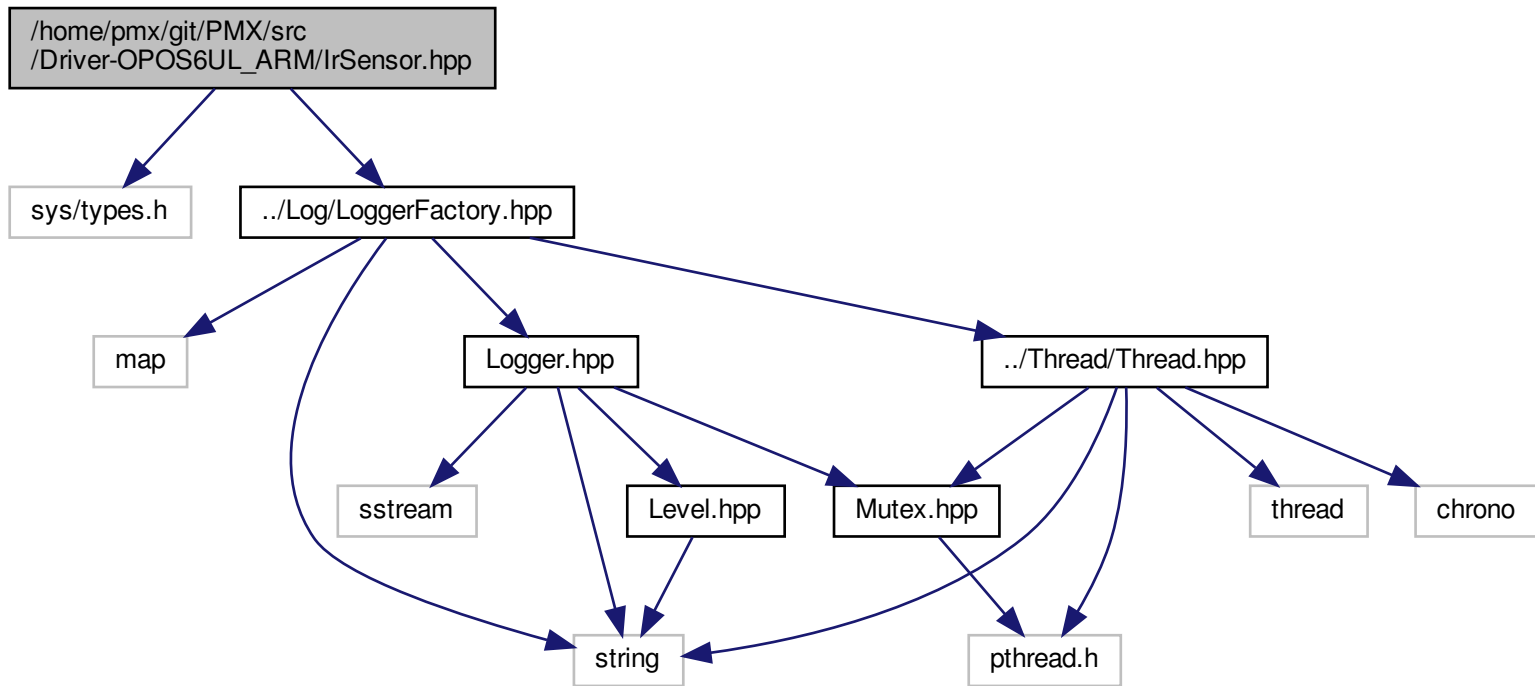 /home/pmx/git/PMX/src
/Driver-OPOS6UL_ARM/IrSensor.hpp
sys/types.h
../Log/LoggerFactory.hpp
map
Logger.hpp
../Thread/Thread.hpp
sstream
Level.hpp
Mutex.hpp
thread
chrono
string
pthread.h